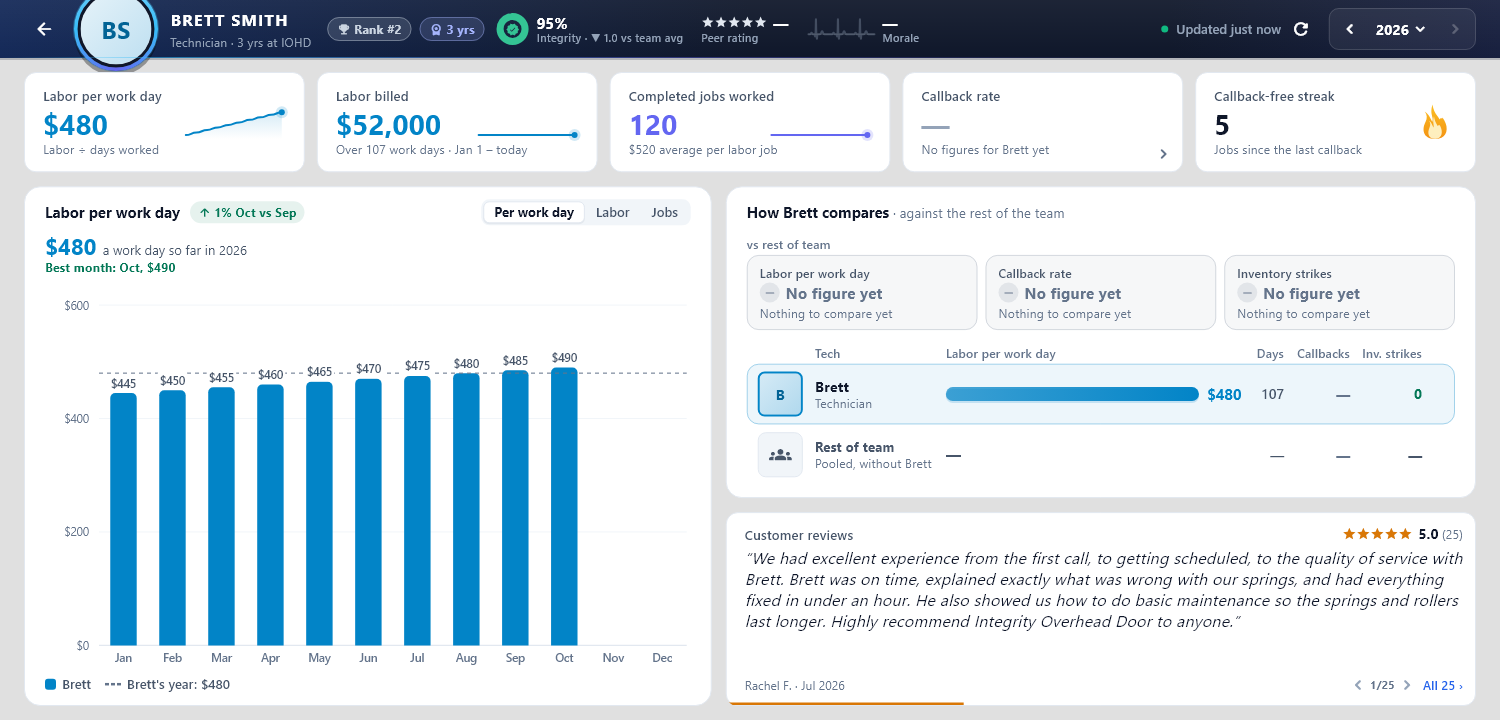 BS
BRETT SMITH
Technician · 3 yrs at IOHD
Rank #2
3 yrs
95%
Integrity · ▼ 1.0 vs team avg
★★★★★ —
Peer rating
—
Morale
Updated just now
2026
Labor per work day
$480
Labor ÷ days worked
Labor billed
$52,000
Over 107 work days · Jan 1 – today
Completed jobs worked
120
$520 average per labor job
Callback rate
—
No figures for Brett yet
Callback-free streak
5
Jobs since the last callback
Labor per work day
↑ 1% Oct vs Sep
Per work day Labor Jobs
$480 a work day so far in 2026
Best month: Oct, $490
$600
$400
$200
$0
$445 $450 $455 $460 $465 $470 $475 $480 $485 $490
Jan Feb Mar Apr May Jun Jul Aug Sep Oct Nov Dec
Brett Brett's year: $480
How Brett compares · against the rest of the team
vs rest of team
Labor per work day
– No figure yet
Nothing to compare yet
Callback rate
– No figure yet
Nothing to compare yet
Inventory strikes
– No figure yet
Nothing to compare yet
Tech Labor per work day Days Callbacks Inv. strikes
B
Brett
Technician
$480 107 — 0
Rest of team
Pooled, without Brett
— — — —
Customer reviews
★★★★★ 5.0 (25)
“We had excellent experience from the first call, to getting scheduled, to the quality of service with
Brett. Brett was on time, explained exactly what was wrong with our springs, and had everything
fixed in under an hour. He also showed us how to do basic maintenance so the springs and rollers
last longer. Highly recommend Integrity Overhead Door to anyone.”
Rachel F. · Jul 2026
1/25
All 25 ›